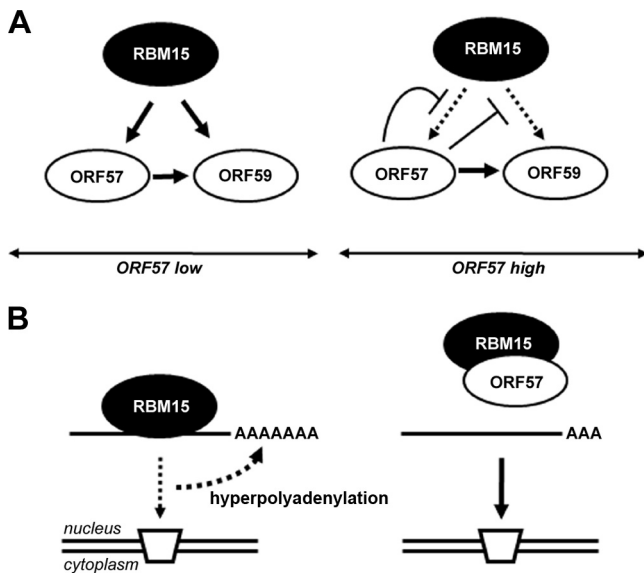 A
RBM15
RBM15
ORF57
ORF59
ORF57
ORF59
ORF57 low
ORF57 high
B
RBM15
ORF57
RBM15
AAAAAAA
AAA
hyperpolyadenylation
nucleus
cytoplasm